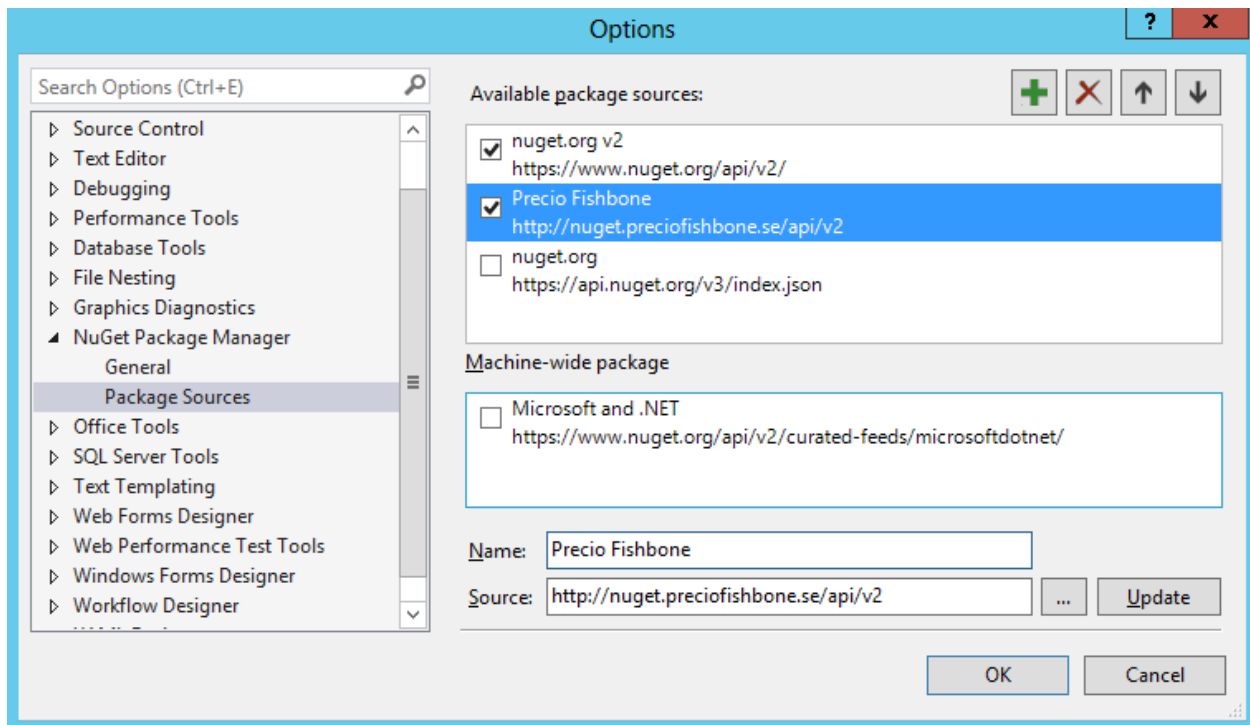 Options
?
x
Search Options (Ctrl+E)
Source Control
Text Editor
Debugging
Performance Tools
Database Tools
File Nesting
Graphics Diagnostics
NuGet Package Manager
General
Package Sources
Office Tools
SQL Server Tools
Text Templating
Web Forms Designer
Web Performance Test Tools
Windows Forms Designer
Workflow Designer
Available package sources:
nuget.org v2
https://www.nuget.org/api/v2/
Precio Fishbone
http://nuget.preciofishbone.se/api/v2
nuget.org
https://api.nuget.org/v3/index.json
Machine-wide package
Microsoft and .NET
https://www.nuget.org/api/v2/curated-feeds/microsoftdotnet/
Name: Precio Fishbone
Source: http://nuget.preciofishbone.se/api/v2 ... Update
OK Cancel